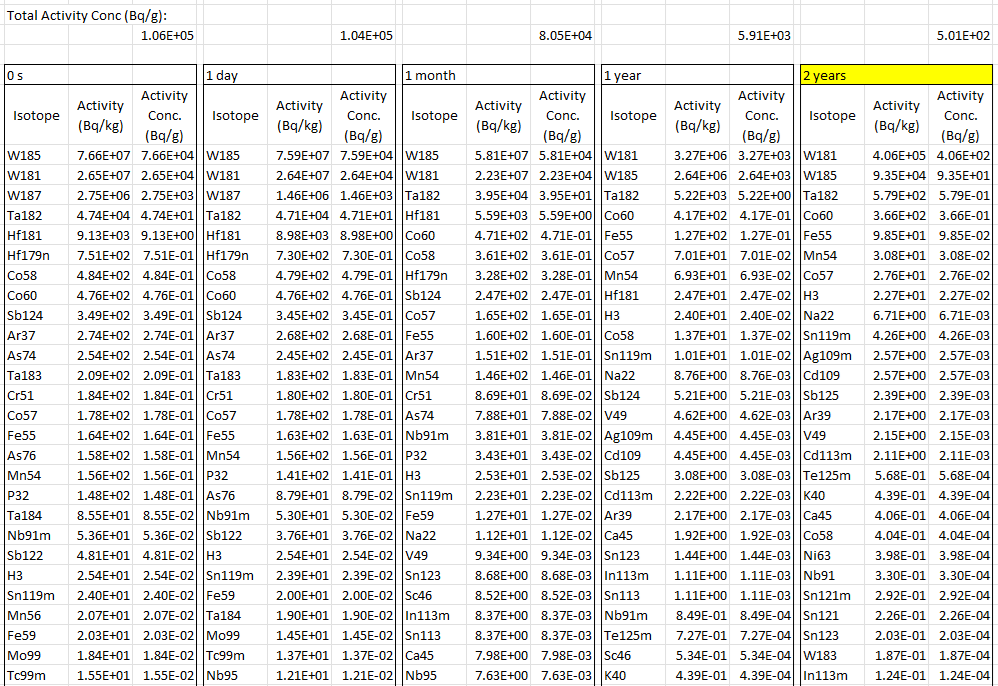 Total Activity Conc (Bq/g):
1.06E+05 1.04E+05 8.05E+04 5.91E+03 5.01E+02
0 s 1 day 1 month 1 year 2 years
Isotope Activity (Bq/kg) Activity Conc. (Bq/g) Isotope Activity (Bq/kg) Activity Conc. (Bq/g) Isotope Activity (Bq/kg) Activity Conc. (Bq/g) Isotope Activity (Bq/kg) Activity Conc. (Bq/g) Isotope Activity (Bq/kg) Activity Conc. (Bq/g)
W185 7.66E+07 7.66E+04 W185 7.59E+07 7.59E+04 W185 5.81E+07 5.81E+04 W181 3.27E+06 3.27E+03 W181 4.06E+05 4.06E+02
W181 2.65E+07 2.65E+04 W181 2.64E+07 2.64E+04 W181 2.23E+07 2.23E+04 W185 2.64E+06 2.64E+03 W185 9.35E+04 9.35E+01
W187 2.75E+06 2.75E+03 W187 1.46E+06 1.46E+03 Ta182 3.95E+04 3.95E+01 Ta182 5.22E+03 5.22E+00 Ta182 5.79E+02 5.79E-01
Ta182 4.74E+04 4.74E+01 Ta182 4.71E+04 4.71E+01 Hf181 5.59E+03 5.59E+00 Co60 4.17E+02 4.17E-01 Co60 3.66E+02 3.66E-01
Hf181 9.13E+03 9.13E+00 Hf181 8.98E+03 8.98E+00 Co60 4.71E+02 4.71E-01 Fe55 1.27E+02 1.27E-01 Fe55 9.85E+01 9.85E-02
Hf179n 7.51E+02 7.51E-01 Hf179n 7.30E+02 7.30E-01 Co58 3.61E+02 3.61E-01 Co57 7.01E+01 7.01E-02 Mn54 3.08E+01 3.08E-02
Co58 4.84E+02 4.84E-01 Co58 4.79E+02 4.79E-01 Hf179n 3.28E+02 3.28E-01 Mn54 6.93E+01 6.93E-02 Co57 2.76E+01 2.76E-02
Co60 4.76E+02 4.76E-01 Co60 4.76E+02 4.76E-01 Sb124 2.47E+02 2.47E-01 Hf181 2.47E+01 2.47E-02 H3 2.27E+01 2.27E-02
Sb124 3.49E+02 3.49E-01 Sb124 3.45E+02 3.45E-01 Co57 1.65E+02 1.65E-01 H3 2.40E+01 2.40E-02 Na22 6.71E+00 6.71E-03
Ar37 2.74E+02 2.74E-01 Ar37 2.68E+02 2.68E-01 Fe55 1.60E+02 1.60E-01 Co58 1.37E+01 1.37E-02 Sn119m 4.26E+00 4.26E-03
As74 2.54E+02 2.54E-01 As74 2.45E+02 2.45E-01 Ar37 1.51E+02 1.51E-01 Sn119m 1.01E+01 1.01E-02 Ag109m 2.57E+00 2.57E-03
Ta183 2.09E+02 2.09E-01 Ta183 1.83E+02 1.83E-01 Mn54 1.46E+02 1.46E-01 Na22 8.76E+00 8.76E-03 Cd109 2.57E+00 2.57E-03
Cr51 1.84E+02 1.84E-01 Cr51 1.80E+02 1.80E-01 Cr51 8.69E+01 8.69E-02 Sb124 5.21E+00 5.21E-03 Sb125 2.39E+00 2.39E-03
Co57 1.78E+02 1.78E-01 Co57 1.78E+02 1.78E-01 As74 7.88E+01 7.88E-02 V49 4.62E+00 4.62E-03 Ar39 2.17E+00 2.17E-03
Fe55 1.64E+02 1.64E-01 Fe55 1.63E+02 1.63E-01 Nb91m 3.81E+01 3.81E-02 Ag109m 4.45E+00 4.45E-03 V49 2.15E+00 2.15E-03
As76 1.58E+02 1.58E-01 Mn54 1.56E+02 1.56E-01 P32 3.43E+01 3.43E-02 Cd109 4.45E+00 4.45E-03 Cd113m 2.11E+00 2.11E-03
Mn54 1.56E+02 1.56E-01 P32 1.41E+02 1.41E-01 H3 2.53E+01 2.53E-02 Sb125 3.08E+00 3.08E-03 Te125m 5.68E-01 5.68E-04
P32 1.48E+02 1.48E-01 As76 8.79E+01 8.79E-02 Sn119m 2.23E+01 2.23E-02 Cd113m 2.22E+00 2.22E-03 K40 4.39E-01 4.39E-04
Ta184 8.55E+01 8.55E-02 Nb91m 5.30E+01 5.30E-02 Fe59 1.27E+01 1.27E-02 Ar39 2.17E+00 2.17E-03 Ca45 4.06E-01 4.06E-04
Nb91m 5.36E+01 5.36E-02 Sb122 3.76E+01 3.76E-02 Na22 1.12E+01 1.12E-02 Ca45 1.92E+00 1.92E-03 Co58 4.04E-01 4.04E-04
Sb122 4.81E+01 4.81E-02 H3 2.54E+01 2.54E-02 V49 9.34E+00 9.34E-03 Sn123 1.44E+00 1.44E-03 Ni63 3.98E-01 3.98E-04
H3 2.54E+01 2.54E-02 Sn119m 2.39E+01 2.39E-02 Sn123 8.68E+00 8.68E-03 In113m 1.11E+00 1.11E-03 Nb91 3.30E-01 3.30E-04
Sn119m 2.40E+01 2.40E-02 Fe59 2.00E+01 2.00E-02 Sc46 8.52E+00 8.52E-03 Sn113 1.11E+00 1.11E-03 Sn121m 2.92E-01 2.92E-04
Mn56 2.07E+01 2.07E-02 Ta184 1.90E+01 1.90E-02 In113m 8.37E+00 8.37E-03 Nb91m 8.49E-01 8.49E-04 Sn121 2.26E-01 2.26E-04
Fe59 2.03E+01 2.03E-02 Mo99 1.45E+01 1.45E-02 Sn113 8.37E+00 8.37E-03 Te125m 7.27E-01 7.27E-04 Sn123 2.03E-01 2.03E-04
Mo99 1.84E+01 1.84E-02 Tc99m 1.37E+01 1.37E-02 Ca45 7.98E+00 7.98E-03 Sc46 5.34E-01 5.34E-04 W183 1.87E-01 1.87E-04
Tc99m 1.55E+01 1.55E-02 Nb95 1.21E+01 1.21E-02 Nb95 7.63E+00 7.63E-03 K40 4.39E-01 4.39E-04 In113m 1.24E-01 1.24E-04